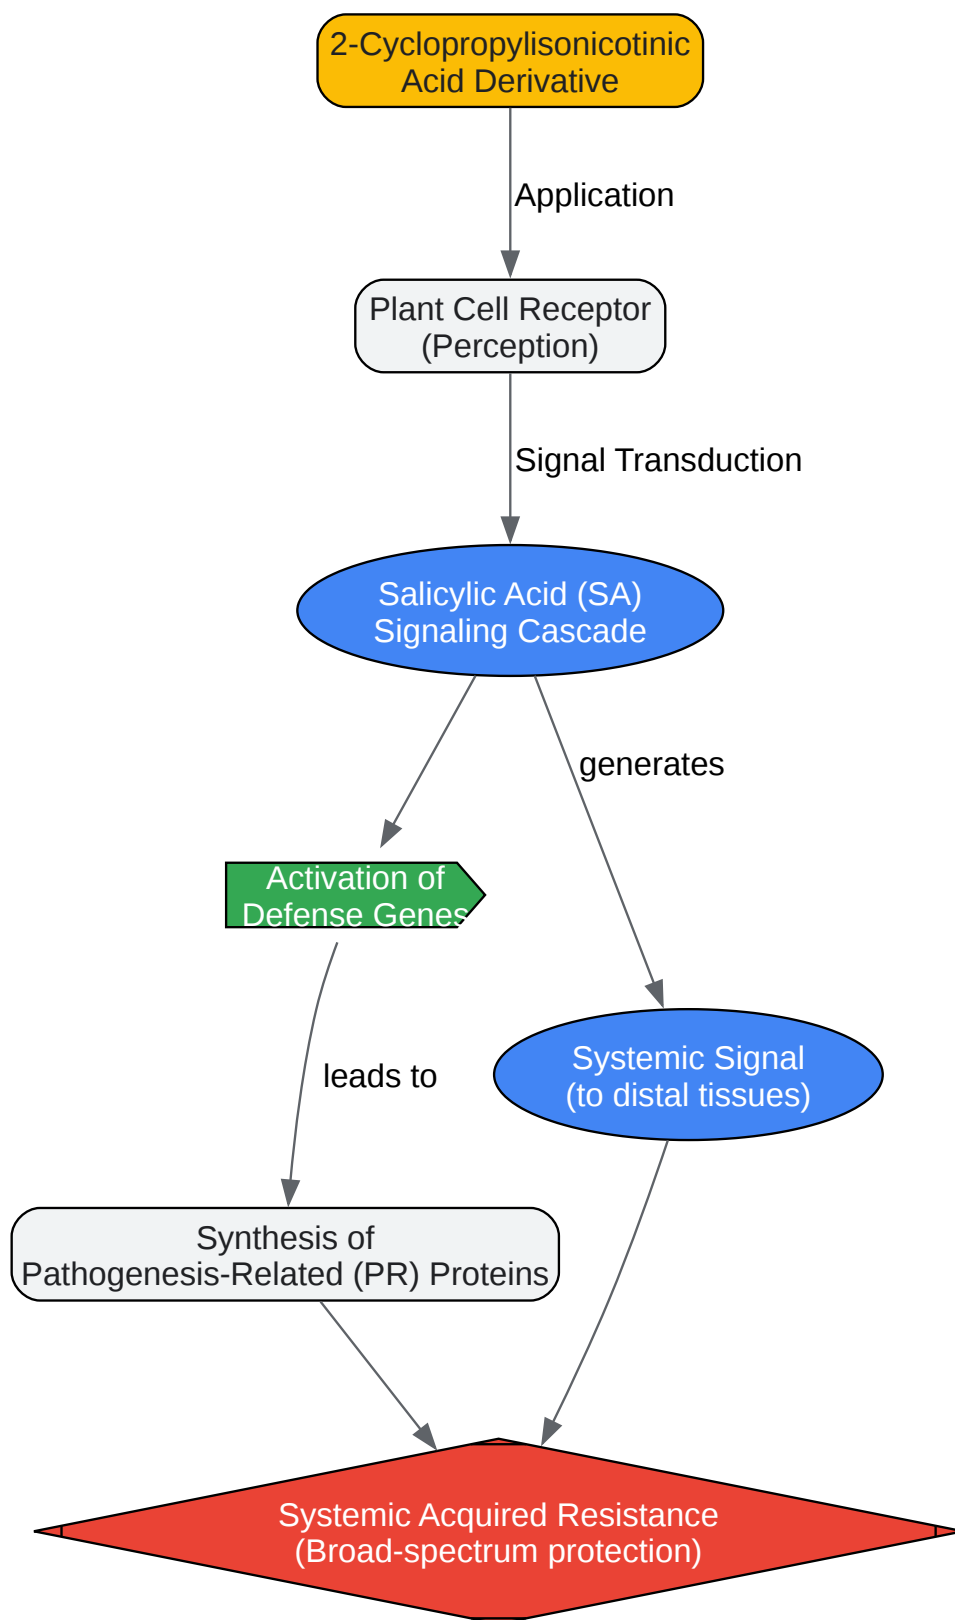 2-Cyclopropylisonicotinic
Acid Derivative
Application
Plant Cell Receptor
(Perception)
Signal Transduction
Salicylic Acid (SA)
Signaling Cascade
generates
Activation of
Defense Genes
leads to
Systemic Signal
(to distal tissues)
Synthesis of
Pathogenesis-Related (PR) Proteins
Systemic Acquired Resistance
(Broad-spectrum protection)